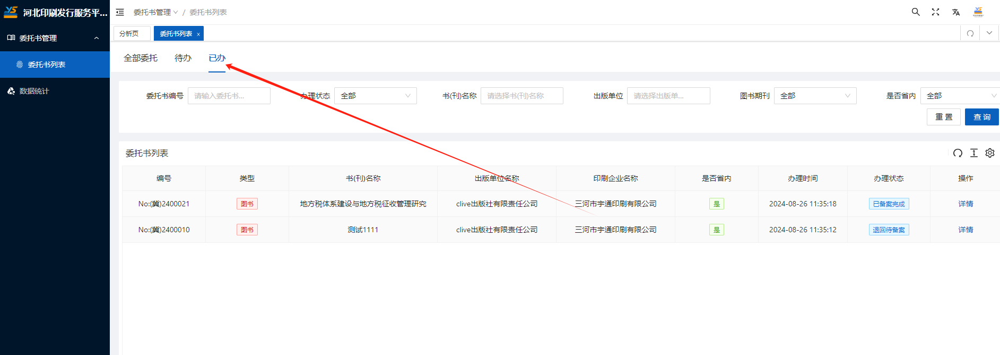 河北印刷发行服务平...
委托书管理 / 委托书列表
分析页 委托书列表 x
委托书管理
委托书列表
数据统计
全部委托 待办 已办
委托书编号 请输入委托书... 办理状态 全部 书(刊)名称 请选择书(刊)名称 出版单位 请选择出版单... 图书期刊 全部 是否省内 全部
重置 查询
委托书列表
编号 类型 书(刊)名称 出版单位名称 印刷企业名称 是否省内 办理时间 办理状态 操作
No:(冀)2400021 图书 地方税体系建设与地方税征收管理研究 clive出版社有限责任公司 三河市宇通印刷有限公司 是 2024-08-26 11:35:18 已备案完成 详情
No:(冀)2400010 图书 测试1111 clive出版社有限责任公司 三河市宇通印刷有限公司 是 2024-08-26 11:35:12 退回待备案 详情